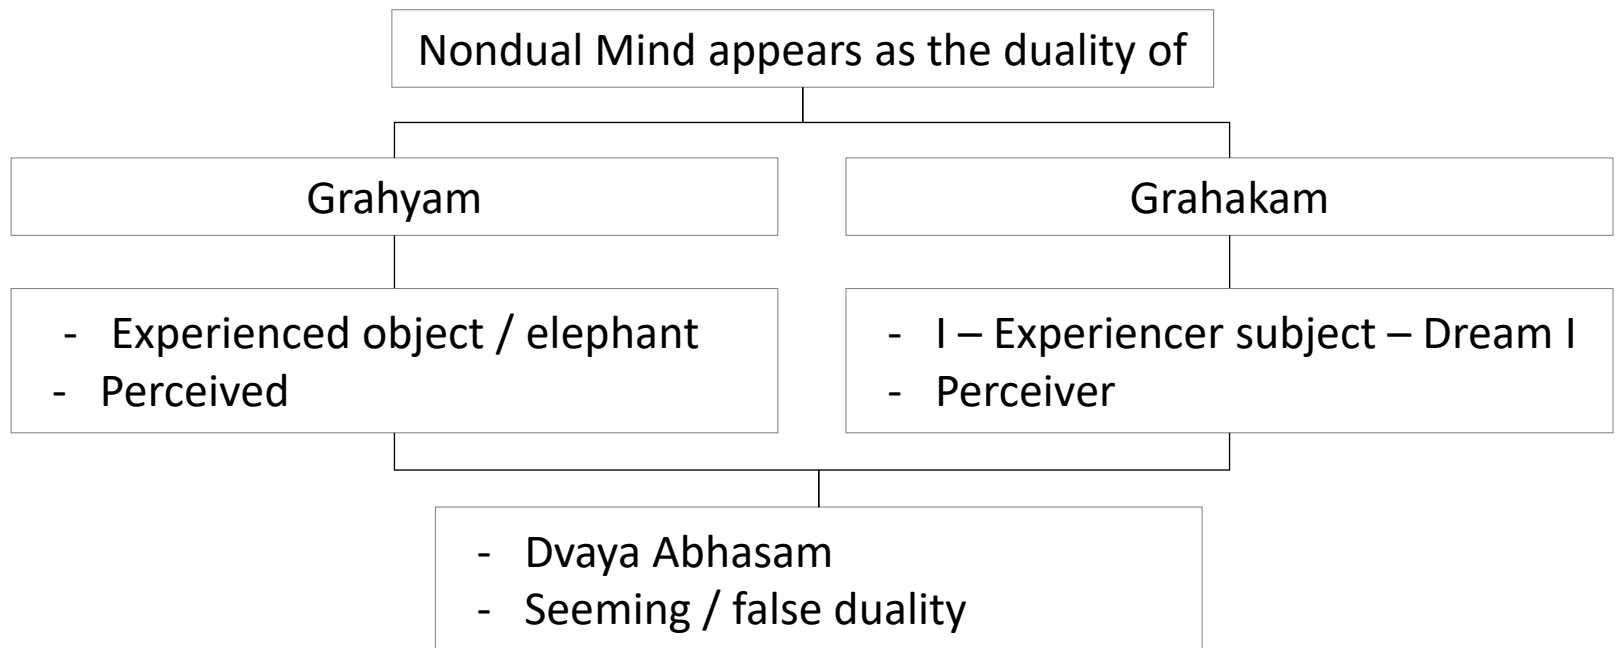 Nondual Mind appears as the duality of
Grahyam
Grahakam
- Experienced object / elephant
- Perceived
- I – Experiencer subject – Dream I
- Perceiver
- Dvaya Abhasam
- Seeming / false duality